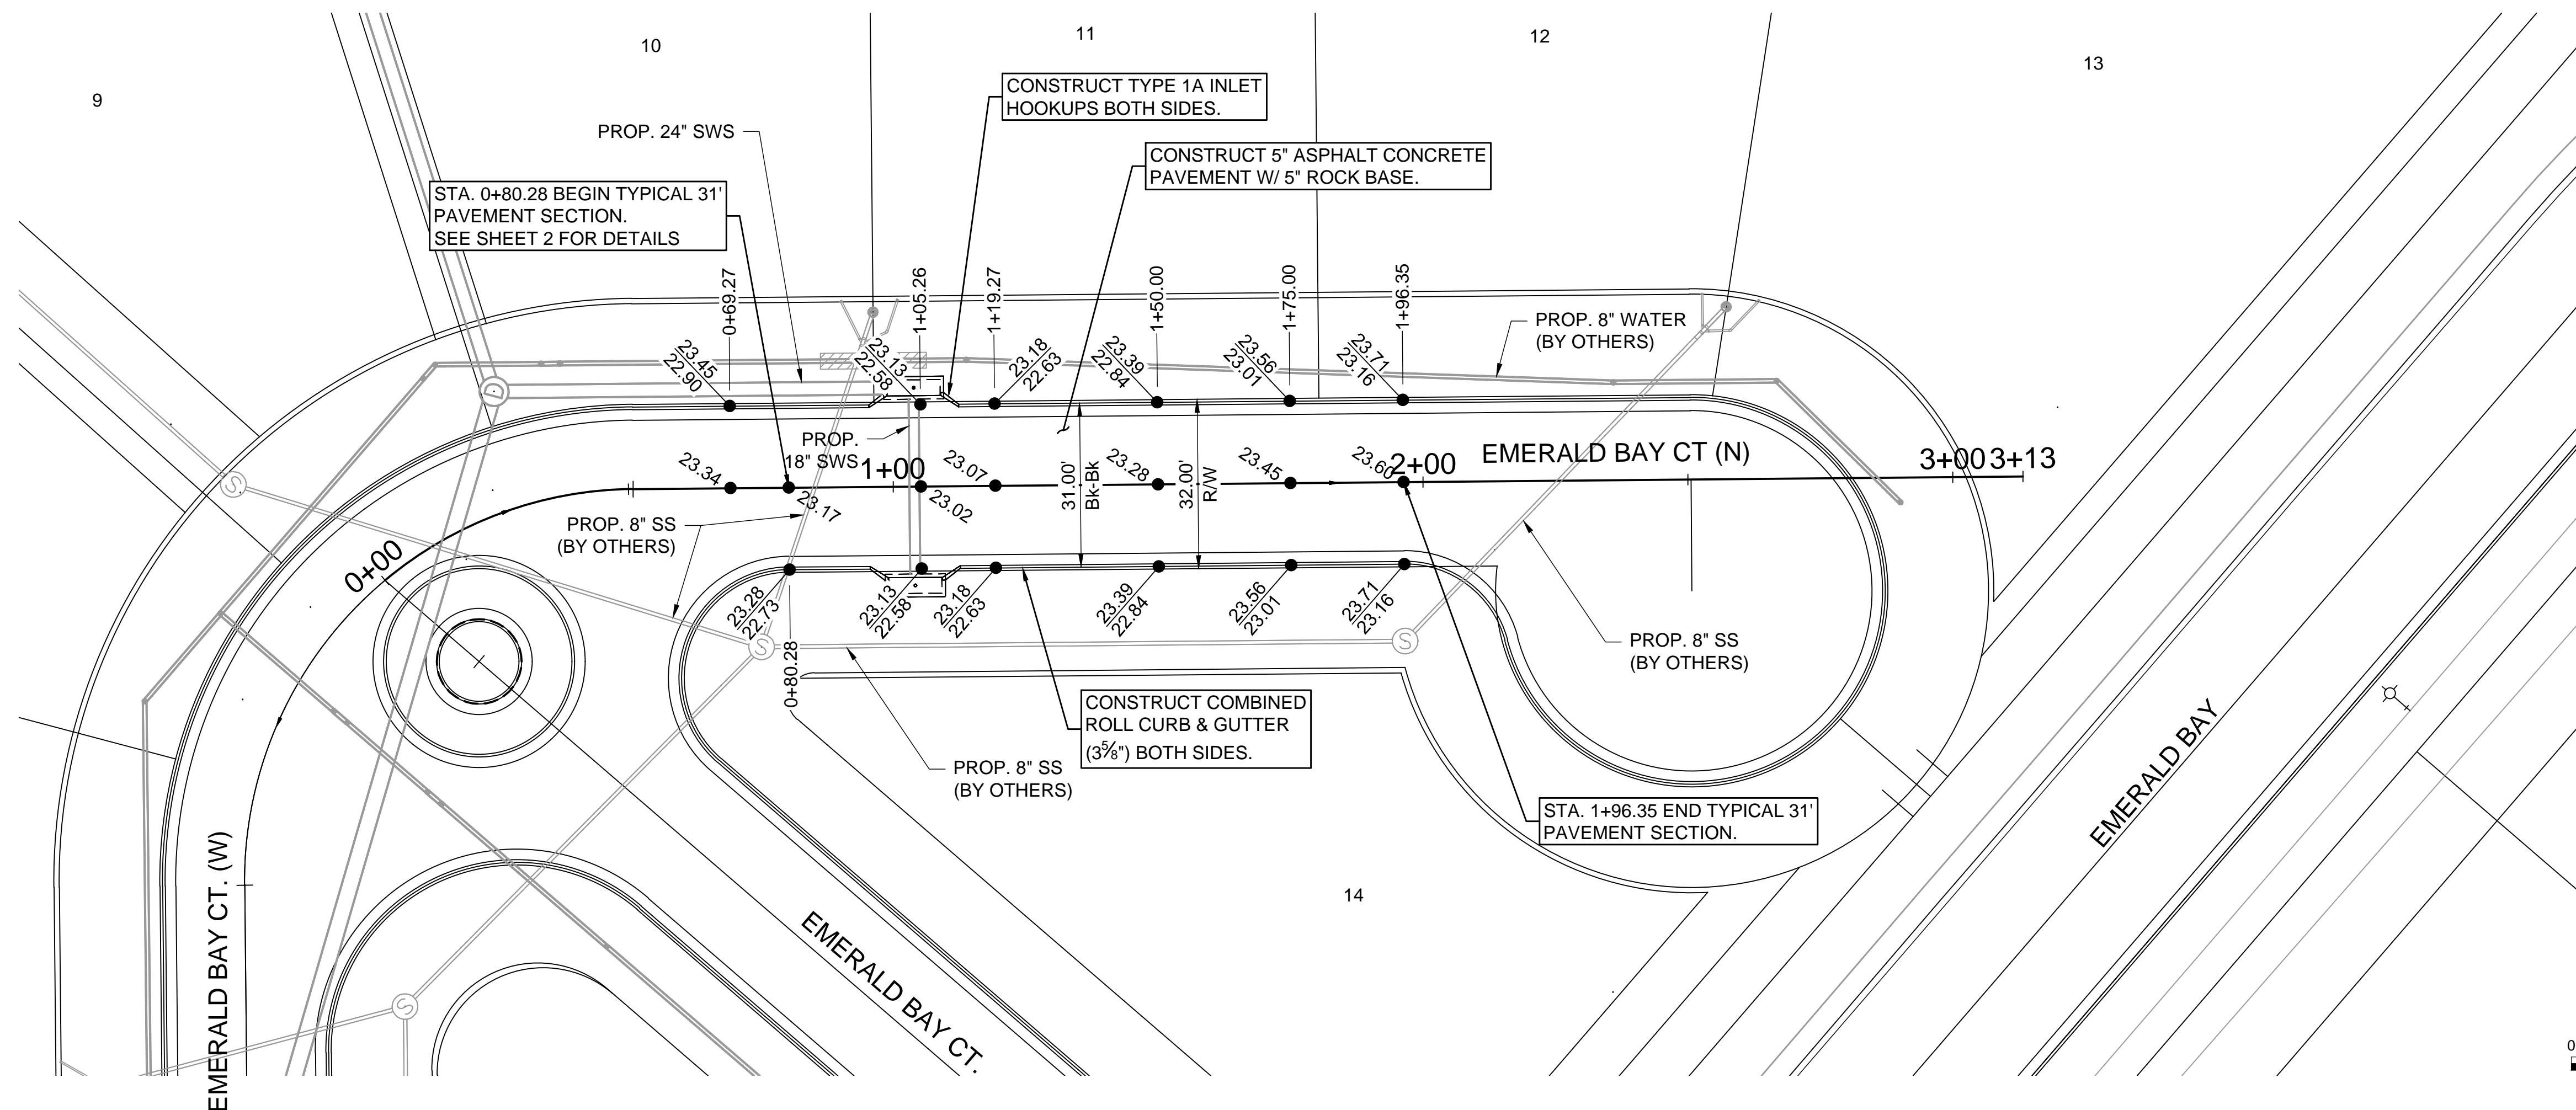 9
10
11
12
13
CONSTRUCT TYPE 1A INLET
HOOKUPS BOTH SIDES.
PROP. 24" SWS
CONSTRUCT 5" ASPHALT CONCRETE
PAVEMENT W/ 5" ROCK BASE.
STA. 0+80.28 BEGIN TYPICAL 31'
PAVEMENT SECTION.
SEE SHEET 2 FOR DETAILS
0+69.27
1+05.26
1+19.27
1+50.00
1+75.00
1+96.35
PROP. 8" WATER
(BY OTHERS)
23.45
22.90
23.13
22.58
23.18
22.63
23.39
22.84
23.56
23.01
23.71
23.16
D
PROP.
18" SWS
1+00
2+00
EMERALD BAY CT (N)
3+00
3+13
23.34
23.17
23.07
23.02
23.28
23.45
23.60
31.00'
Bk-Bk
32.00'
R/W
S
PROP. 8" SS
(BY OTHERS)
0+00
23.28
22.73
23.13
22.58
23.18
22.63
23.39
22.84
23.56
23.01
23.71
23.16
S
S
0+80.28
PROP. 8" SS
(BY OTHERS)
CONSTRUCT COMBINED
ROLL CURB & GUTTER
(3⅝") BOTH SIDES.
PROP. 8" SS
(BY OTHERS)
STA. 1+96.35 END TYPICAL 31'
PAVEMENT SECTION.
EMERALD BAY
14
EMERALD BAY CT. (W)
EMERALD BAY CT.
S
0